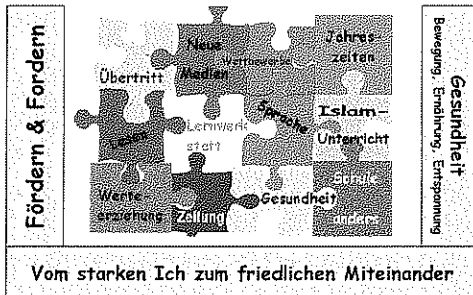 Fördern & Fordern
Übertritt
Neue
Medien
Wettbewerbe
Jahres-
zeiten
Lesen
Lernwerk
statt
Sprache
Islam-
Unterricht
Werte-
erziehung
Zeitung
Gesundheit
anders
Gesundheit
Bewegung, Ernährung, Entspannung
Vom starken Ich zum friedlichen Miteinander